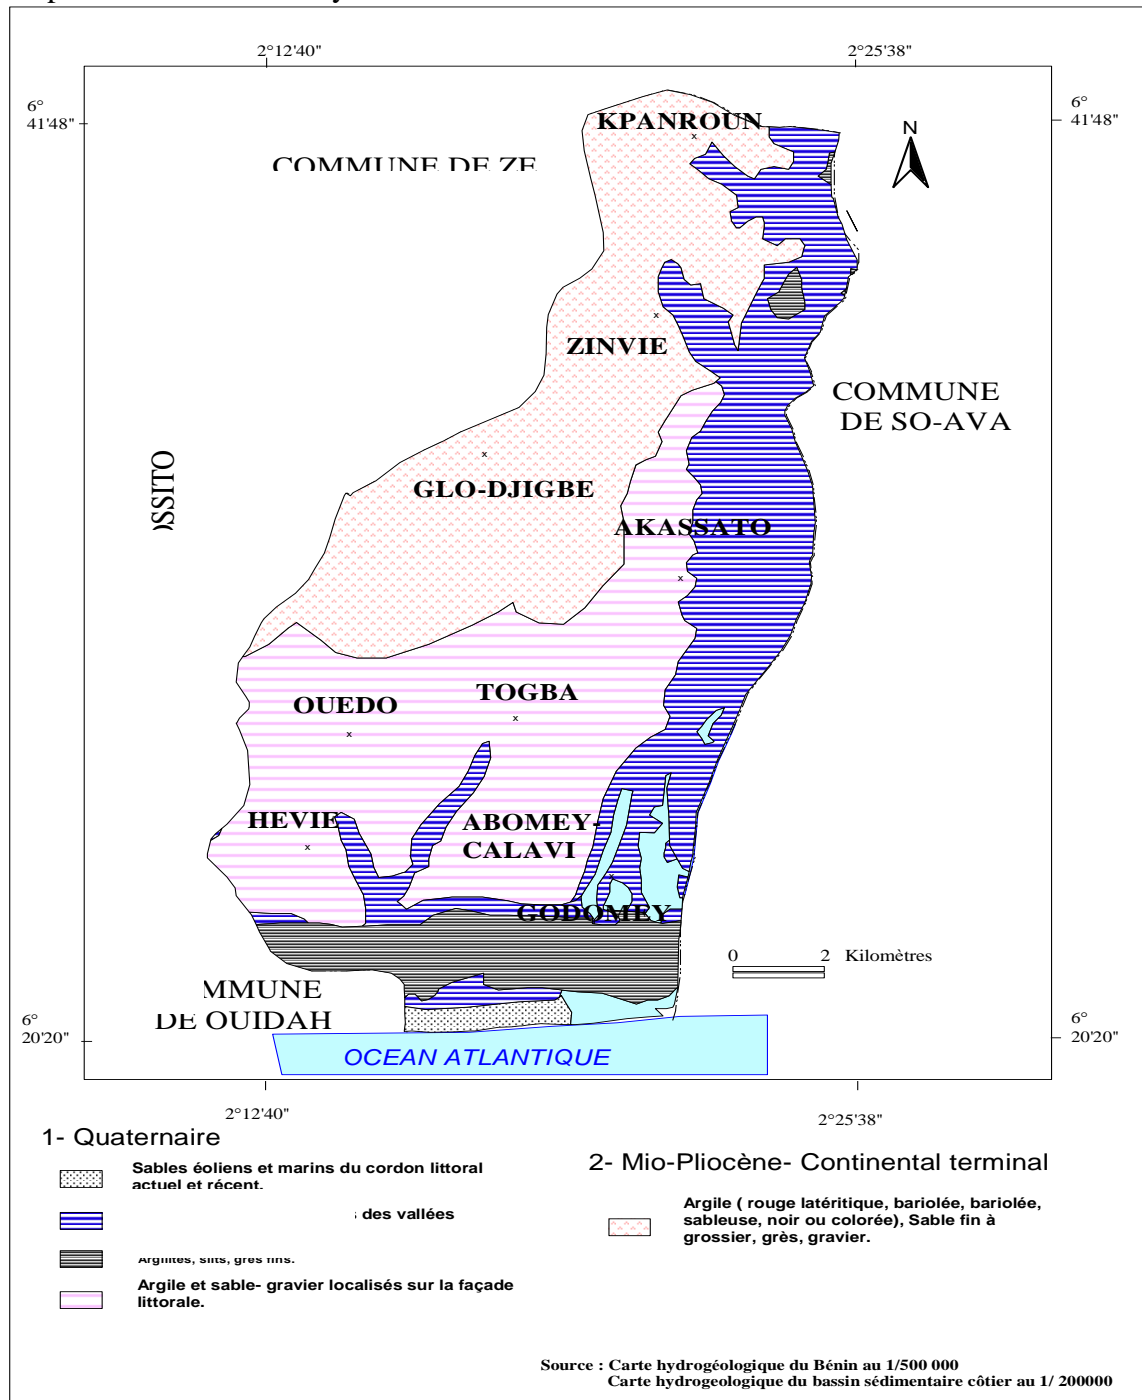 2°12'40"
2°25'38"
6°
41'48"
6°
41'48"
KPANROUN
N
COMMUNE DE ZE
ZINVIE
COMMUNE
DE SO-AVA
GLO-DJIGBE
AKASSATO
TOGBA
OUEDO
HEVIE
ABOMEY-
CALAVI
GODOMEY
0 2 Kilomètres
DE OUIDAH
6°
20'20"
6°
20'20"
OCEAN ATLANTIQUE
2°12'40"
2°25'38"
1- Quaternaire
Sables éoliens et marins du cordon littoral
actuel et récent.
des vallées
Argilites, silts, grès fins.
Argile et sable- gravier localisés sur la façade
littorale.
2- Mio-Pliocène- Continental terminal
Argile ( rouge latéritique, bariolée, bariolée,
sableuse, noir ou colorée), Sable fin à
grossier, grès, gravier.
Source : Carte hydrogéologique du Bénin au 1/500 000
Carte hydrogeologique du bassin sédimentaire côtier au 1/ 200000